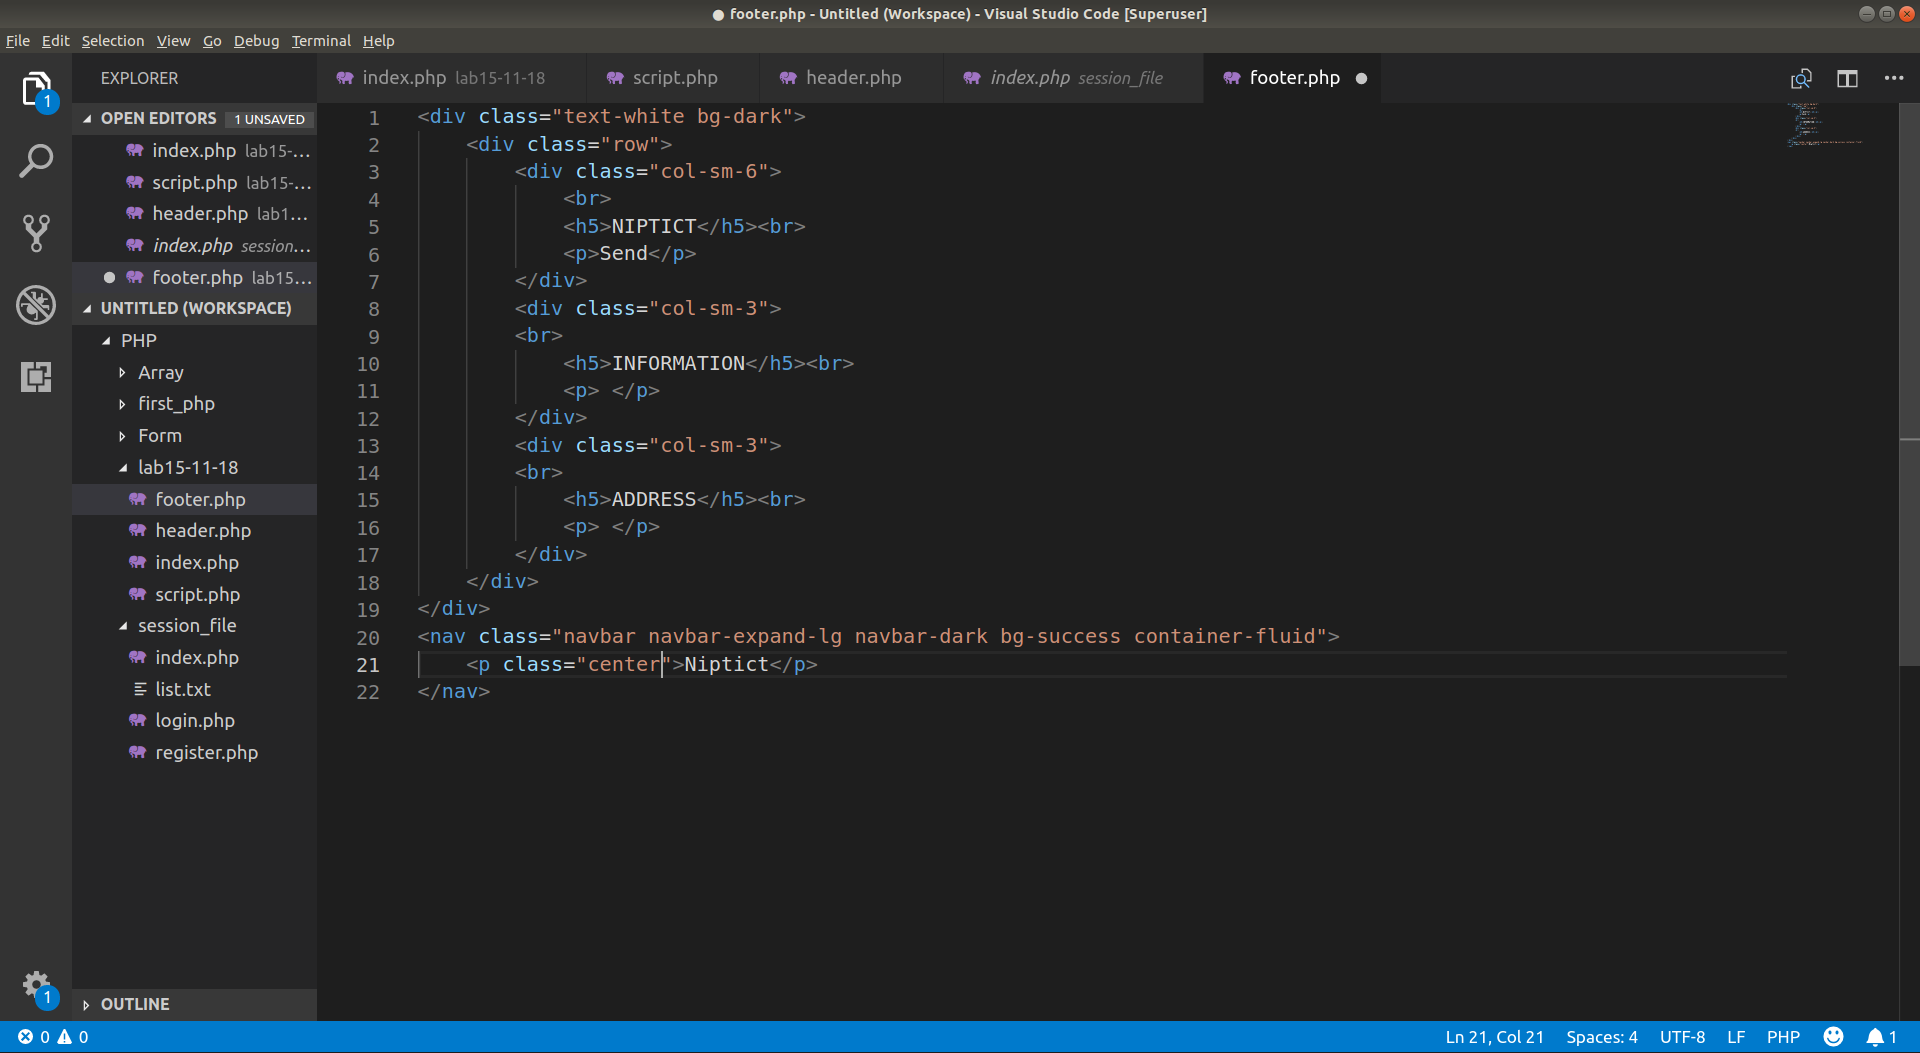 ● footer.php - Untitled (Workspace) - Visual Studio Code [Superuser]
File Edit Selection View Go Debug Terminal Help
EXPLORER
index.php lab15-11-18
script.php
header.php
index.php session_file
footer.php ●
OPEN EDITORS 1 UNSAVED
index.php lab15-...
script.php lab15-...
header.php lab1...
index.php session...
● footer.php lab15...
UNTITLED (WORKSPACE)
PHP
Array
first_php
Form
lab15-11-18
footer.php
header.php
index.php
script.php
session_file
index.php
list.txt
login.php
register.php
OUTLINE
1
1
1 <div class="text-white bg-dark">
2     <div class="row">
3         <div class="col-sm-6">
4             <br>
5             <h5>NIPTICT</h5><br>
6             <p>Send</p>
7         </div>
8         <div class="col-sm-3">
9         <br>
10             <h5>INFORMATION</h5><br>
11             <p> </p>
12         </div>
13         <div class="col-sm-3">
14         <br>
15             <h5>ADDRESS</h5><br>
16             <p> </p>
17         </div>
18     </div>
19 </div>
20 <nav class="navbar navbar-expand-lg navbar-dark bg-success container-fluid">
21     <p class="center">Niptict</p>
22 </nav>
0 0
Ln 21, Col 21 Spaces: 4 UTF-8 LF PHP 1